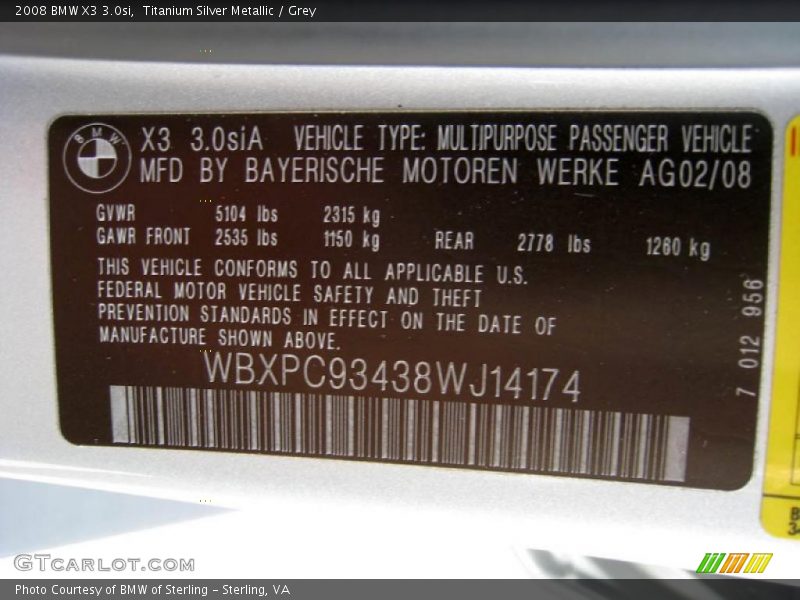 2008 BMW X3 3.0si, Titanium Silver Metallic / Grey
BMW
X3 3.0siA VEHICLE TYPE: MULTIPURPOSE PASSENGER VEHICLE
MFD BY BAYERISCHE MOTOREN WERKE AG02/08
GVWR 5104 lbs 2315 kg
GAWR FRONT 2535 lbs 1150 kg REAR 2778 lbs 1260 kg
THIS VEHICLE CONFORMS TO ALL APPLICABLE U.S.
FEDERAL MOTOR VEHICLE SAFETY AND THEFT
PREVENTION STANDARDS IN EFFECT ON THE DATE OF
MANUFACTURE SHOWN ABOVE.
WBXPC93438WJ14174
7 012 956
GTCARLOT.COM
Photo Courtesy of BMW of Sterling - Sterling, VA